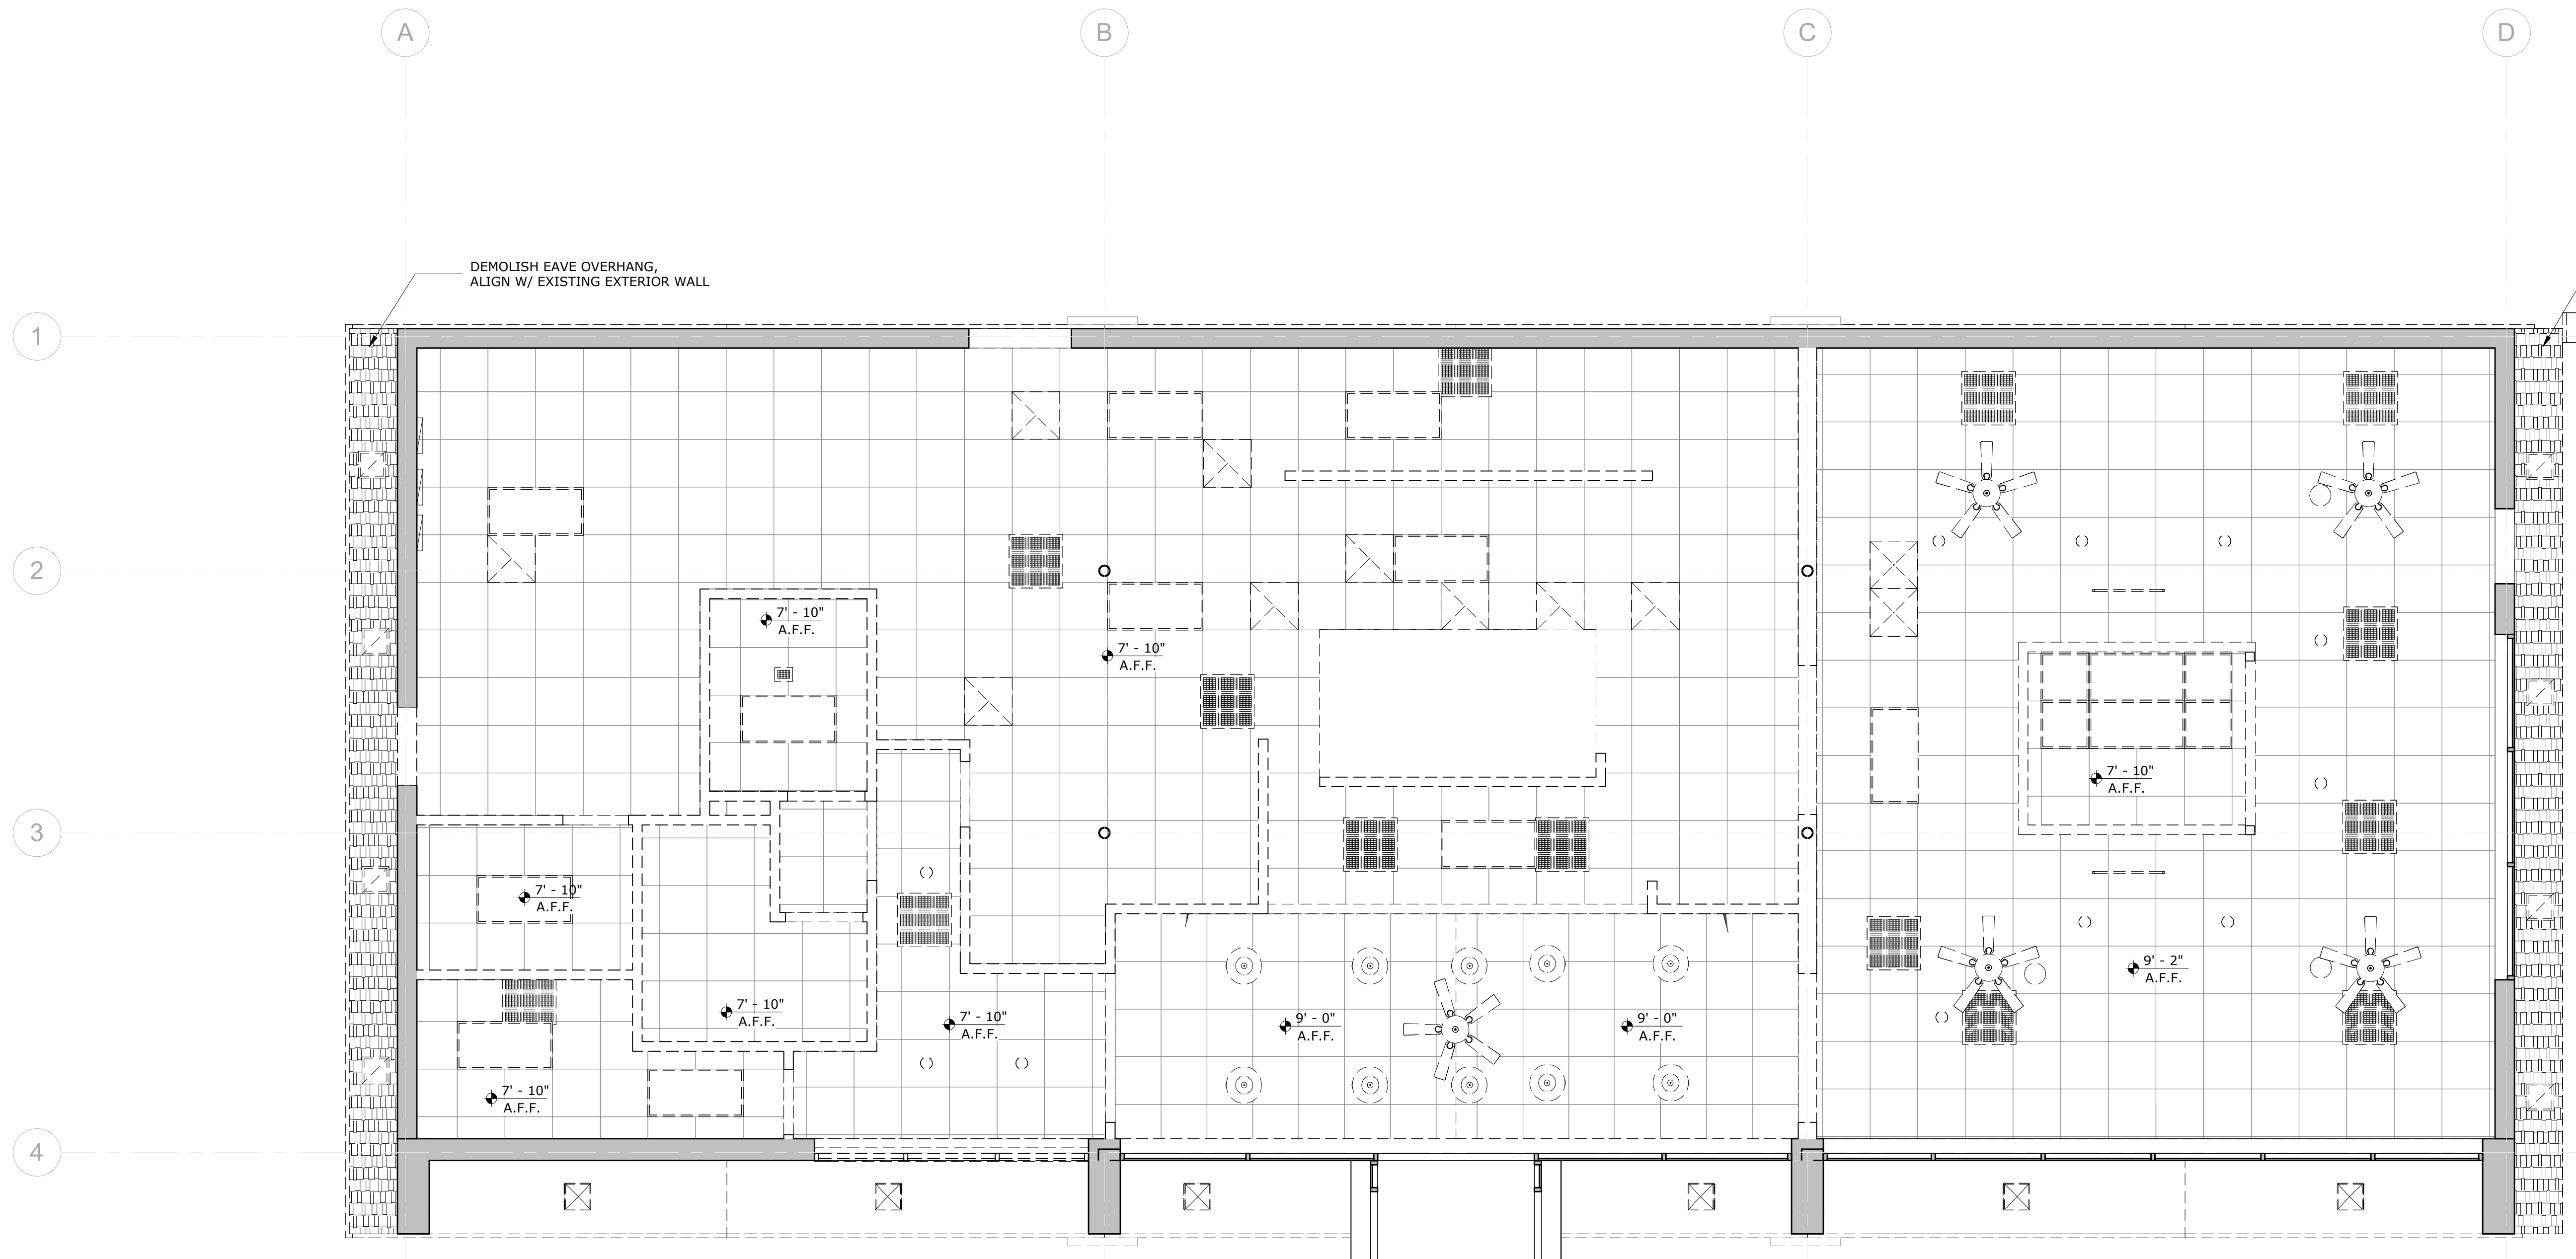 A
B
C
D
DEMOLISH EAVE OVERHANG,
ALIGN W/ EXISTING EXTERIOR WALL
1
2
7' - 10"
A.F.F.
7' - 10"
A.F.F.
7' - 10"
A.F.F.
3
7' - 10"
A.F.F.
9' - 2"
A.F.F.
7' - 10"
A.F.F.
7' - 10"
A.F.F.
9' - 0"
A.F.F.
9' - 0"
A.F.F.
7' - 10"
A.F.F.
4